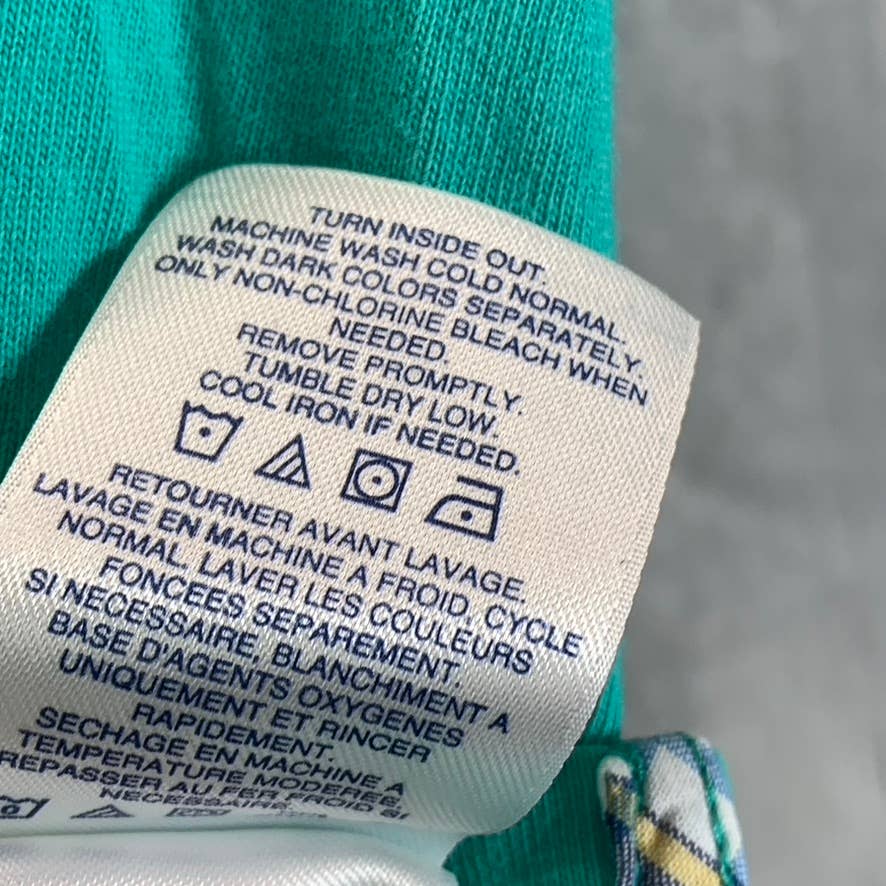 TURN INSIDE OUT.
MACHINE WASH COLD NORMAL.
WASH DARK COLORS SEPARATELY.
ONLY NON-CHLORINE BLEACH WHEN
NEEDED.
REMOVE PROMPTLY.
TUMBLE DRY LOW.
COOL IRON IF NEEDED.
RETOURNER AVANT LAVAGE.
LAVAGE EN MACHINE A FROID, CYCLE
NORMAL. LAVER LES COULEURS
FONCEES SEPAREMENT.
SI NECESSAIRE, BLANCHIMENT A
BASE D'AGENTS OXYGENES
UNIQUEMENT ET RINCER
RAPIDEMENT.
SECHAGE EN MACHINE A
TEMPERATURE MODEREE.
REPASSER AU FER FROID SI
NECESSAIRE.